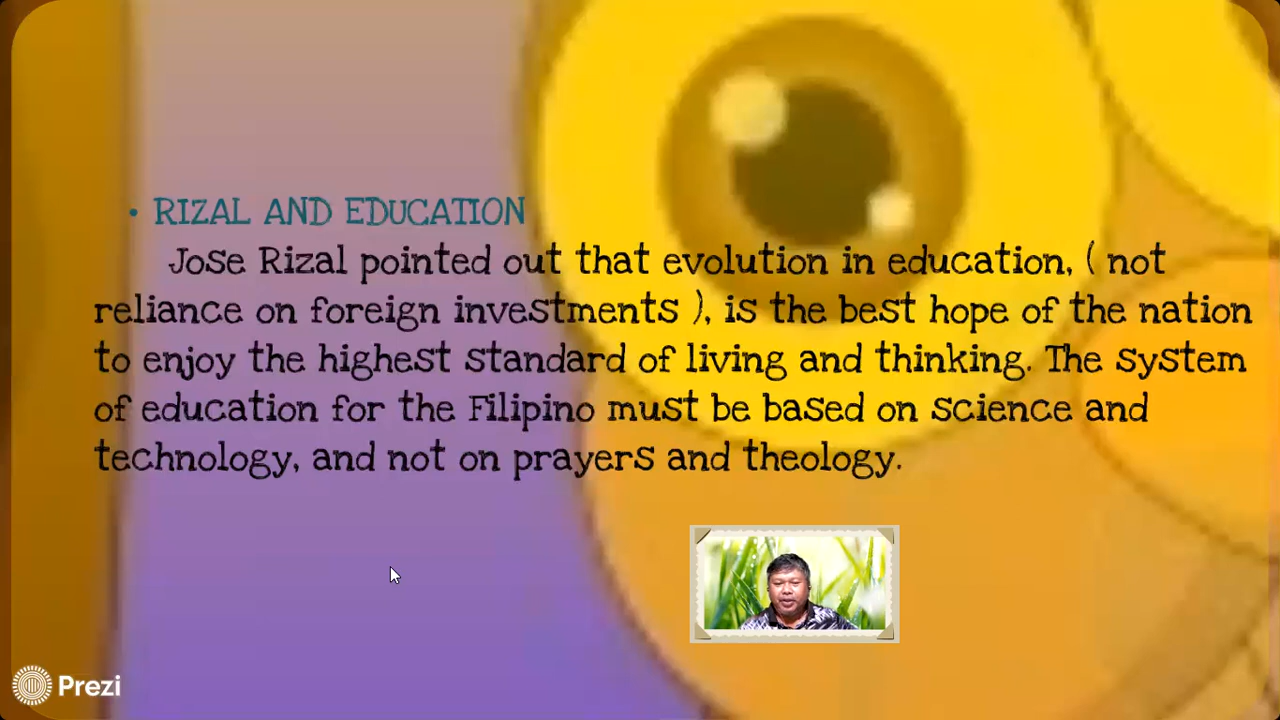 • RIZAL AND EDUCATION
Jose Rizal pointed out that evolution in education, ( not
reliance on foreign investments ), is the best hope of the nation
to enjoy the highest standard of living and thinking. The system
of education for the Filipino must be based on science and
technology, and not on prayers and theology.
Prezi